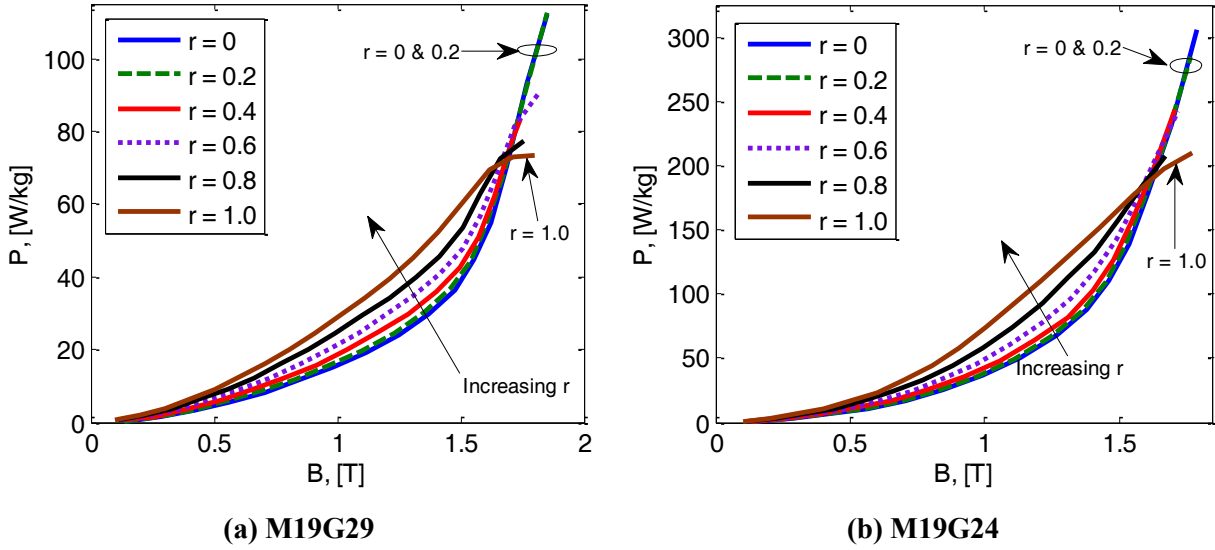 P, [W/kg]
100
80
60
40
20
0
r = 0
r = 0.2
r = 0.4
r = 0.6
r = 0.8
r = 1.0
r = 0 & 0.2
r = 1.0
Increasing r
0 0.5 1 1.5 2
B, [T]
(a) M19G29
P, [W/kg]
300
250
200
150
100
50
0
r = 0
r = 0.2
r = 0.4
r = 0.6
r = 0.8
r = 1.0
r = 0 & 0.2
r = 1.0
Increasing r
0 0.5 1 1.5
B, [T]
(b) M19G24